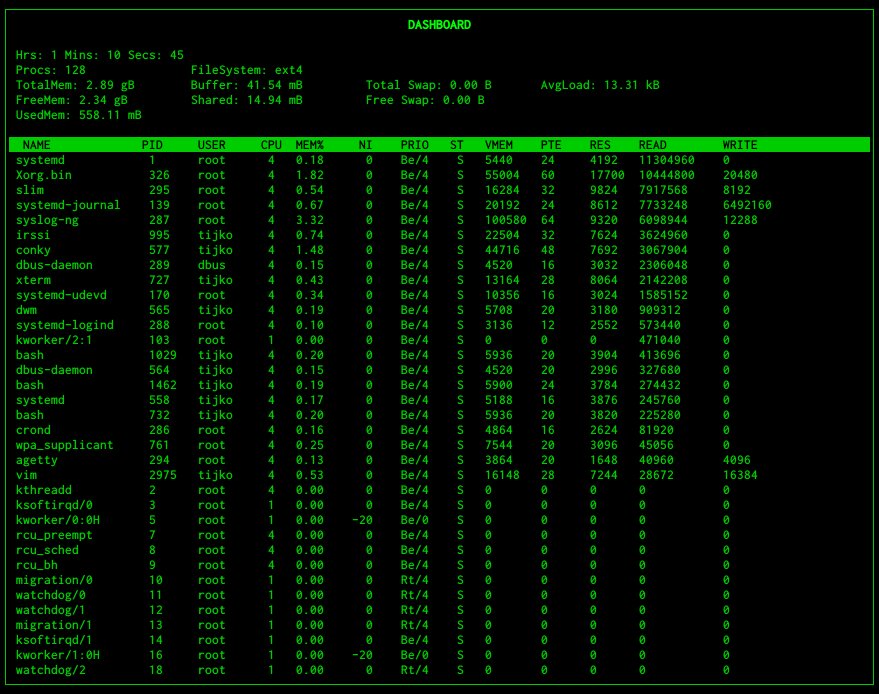 DASHBOARD
Hrs: 1 Mins: 10 Secs: 45
Procs: 128 FileSystem: ext4
TotalMem: 2.89 gB Buffer: 41.54 mB Total Swap: 0.00 B AvgLoad: 13.31 kB
FreeMem: 2.34 gB Shared: 14.94 mB Free Swap: 0.00 B
UsedMem: 558.11 mB
NAME PID USER CPU MEM% NI PRIO ST VMEM PTE RES READ WRITE
systemd 1 root 4 0.18 0 Be/4 S 5440 24 4192 11304960 0
Xorg.bin 326 root 4 1.82 0 Be/4 S 55004 60 17700 10444800 20480
slim 295 root 4 0.54 0 Be/4 S 16284 32 9824 7917568 8192
systemd-journal 139 root 4 0.67 0 Be/4 S 20192 24 8612 7733248 6492160
syslog-ng 287 root 4 3.32 0 Be/4 S 100580 64 9320 6098944 12288
irssi 995 tijko 4 0.74 0 Be/4 S 22504 32 7624 3624960 0
conky 577 tijko 4 1.48 0 Be/4 S 44716 48 7692 3067904 0
dbus-daemon 289 dbus 4 0.15 0 Be/4 S 4520 16 3032 2306048 0
xterm 727 tijko 4 0.43 0 Be/4 S 13164 28 8064 2142208 0
systemd-udevd 170 root 4 0.34 0 Be/4 S 10356 16 3024 1585152 0
dwm 565 tijko 4 0.19 0 Be/4 S 5708 20 3180 909312 0
systemd-logind 288 root 4 0.10 0 Be/4 S 3136 12 2552 573440 0
kworker/2:1 103 root 1 0.00 0 Be/4 S 0 0 0 471040 0
bash 1029 tijko 4 0.20 0 Be/4 S 5936 20 3904 413696 0
dbus-daemon 564 tijko 4 0.15 0 Be/4 S 4520 20 2996 327680 0
bash 1462 tijko 4 0.19 0 Be/4 S 5900 24 3784 274432 0
systemd 558 tijko 4 0.17 0 Be/4 S 5188 16 3876 245760 0
bash 732 tijko 4 0.20 0 Be/4 S 5936 20 3820 225280 0
crond 286 root 4 0.16 0 Be/4 S 4864 16 2624 81920 0
wpa_supplicant 761 root 4 0.25 0 Be/4 S 7544 20 3096 45056 0
agetty 294 root 4 0.13 0 Be/4 S 3864 20 1648 40960 4096
vim 2975 tijko 4 0.53 0 Be/4 S 16148 28 7244 28672 16384
kthreadd 2 root 4 0.00 0 Be/4 S 0 0 0 0 0
ksoftirqd/0 3 root 1 0.00 0 Be/4 S 0 0 0 0 0
kworker/0:0H 5 root 1 0.00 -20 Be/0 S 0 0 0 0 0
rcu_preempt 7 root 4 0.00 0 Be/4 S 0 0 0 0 0
rcu_sched 8 root 4 0.00 0 Be/4 S 0 0 0 0 0
rcu_bh 9 root 4 0.00 0 Be/4 S 0 0 0 0 0
migration/0 10 root 1 0.00 0 Rt/4 S 0 0 0 0 0
watchdog/0 11 root 1 0.00 0 Rt/4 S 0 0 0 0 0
watchdog/1 12 root 1 0.00 0 Rt/4 S 0 0 0 0 0
migration/1 13 root 1 0.00 0 Rt/4 S 0 0 0 0 0
ksoftirqd/1 14 root 1 0.00 0 Be/4 S 0 0 0 0 0
kworker/1:0H 16 root 1 0.00 -20 Be/0 S 0 0 0 0 0
watchdog/2 18 root 1 0.00 0 Rt/4 S 0 0 0 0 0